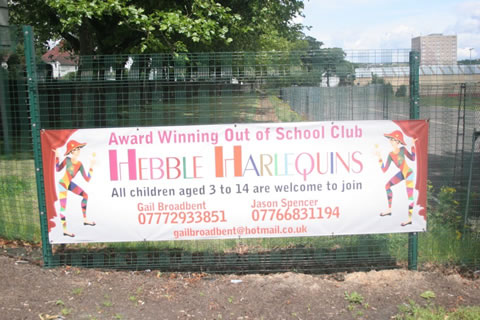 Award Winning Out of School Club
HEBBLE HARLEQUINS
All children aged 3 to 14 are welcome to join
Gail Broadbent Jason Spencer
07772933851 07766831194
gailbroadbent@hotmail.co.uk